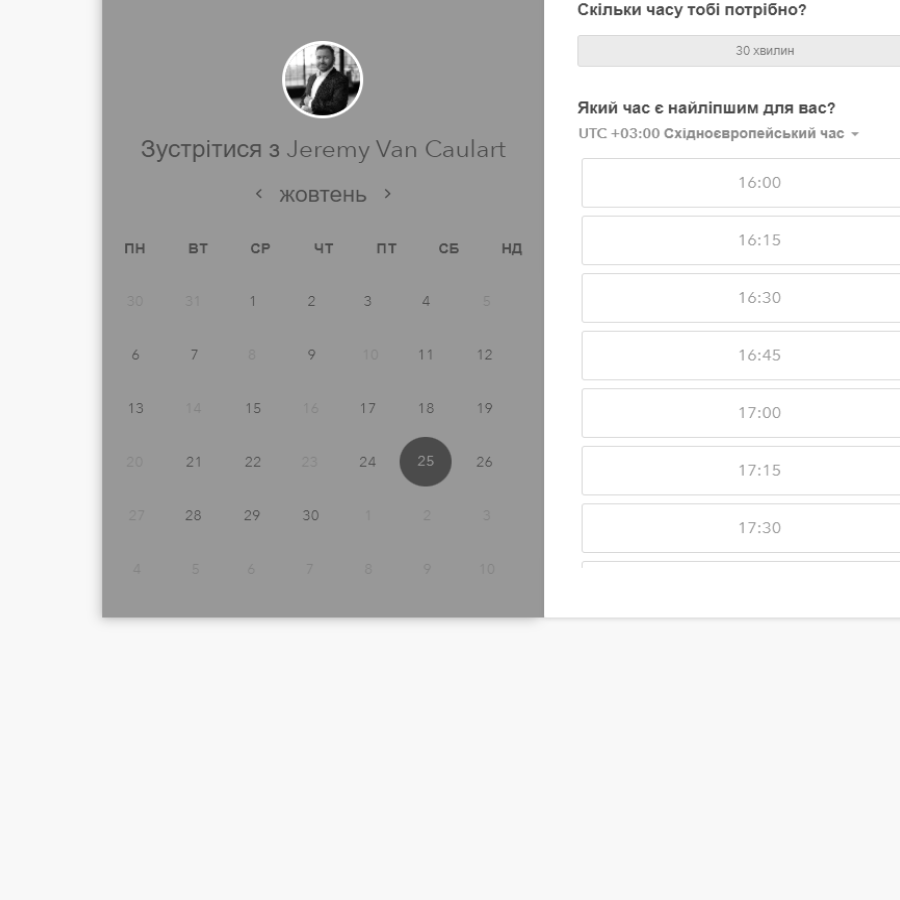 Зустрітися з Jeremy Van Caulart
жовтень
ПН ВТ СР ЧТ ПТ СБ НД
30 31 1 2 3 4 5
6 7 8 9 10 11 12
13 14 15 16 17 18 19
20 21 22 23 24 25 26
27 28 29 30 1 2 3
4 5 6 7 8 9 10
Скільки часу тобі потрібно?
30 хвилин
Який час є найліпшим для вас?
UTC +03:00 Східноєвропейський час
16:00
16:15
16:30
16:45
17:00
17:15
17:30